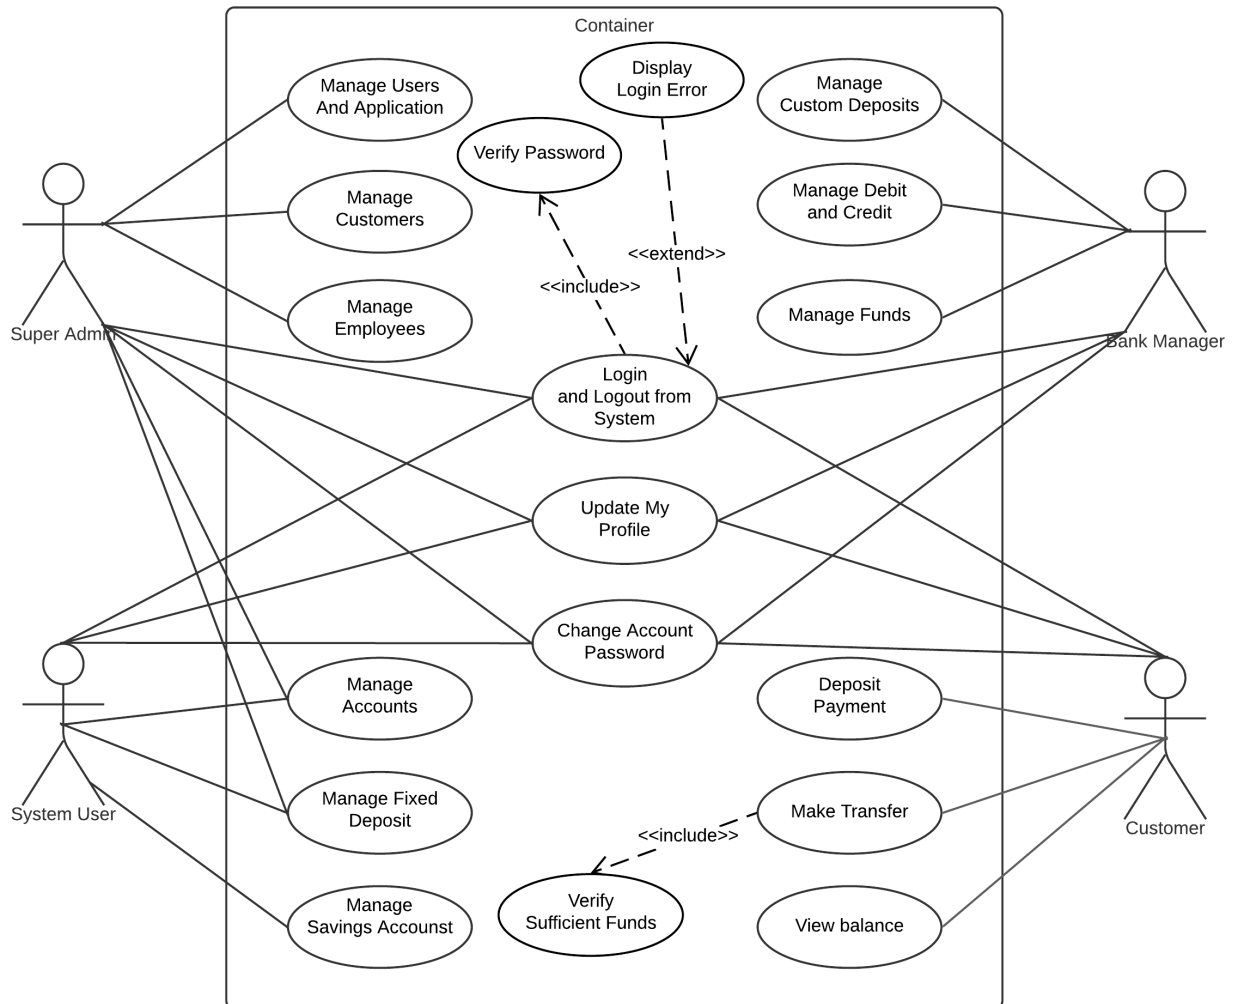 Container
Manage Users
And Application
Display
Login Error
Manage
Custom Deposits
Verify Password
Manage
Customers
Manage Debit
and Credit
<<extend>>
<<include>>
Manage
Employees
Manage Funds
Super Admin
Bank Manager
Login
and Logout from
System
Update My
Profile
Change Account
Password
Manage
Accounts
Deposit
Payment
System User
Manage Fixed
Deposit
Make Transfer
Customer
<<include>>
Manage
Savings Accounst
Verify
Sufficient Funds
View balance